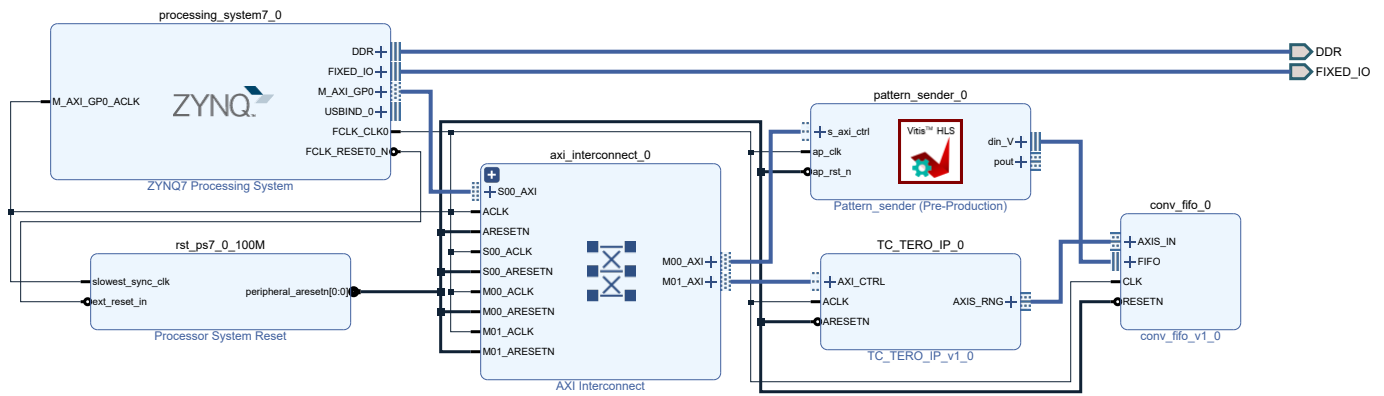 processing_system7_0
DDR
FIXED_IO
M_AXI_GP0
USBIND_0
FCLK_CLK0
FCLK_RESET0_N
M_AXI_GP0_ACLK
ZYNQ™
ZYNQ7 Processing System
DDR
FIXED_IO
rst_ps7_0_100M
slowest_sync_clk
ext_reset_in
peripheral_aresetn[0:0]
Processor System Reset
axi_interconnect_0
S00_AXI
ACLK
ARESETN
S00_ACLK
S00_ARESETN
M00_ACLK
M00_ARESETN
M01_ACLK
M01_ARESETN
M00_AXI
M01_AXI
AXI Interconnect
pattern_sender_0
s_axi_ctrl
ap_clk
ap_rst_n
Vitis™ HLS
din_V
pout
Pattern_sender (Pre-Production)
TC_TERO_IP_0
AXI_CTRL
ACLK
ARESETN
AXIS_RNG
TC_TERO_IP_v1_0
conv_fifo_0
AXIS_IN
FIFO
CLK
RESETN
conv_fifo_v1_0